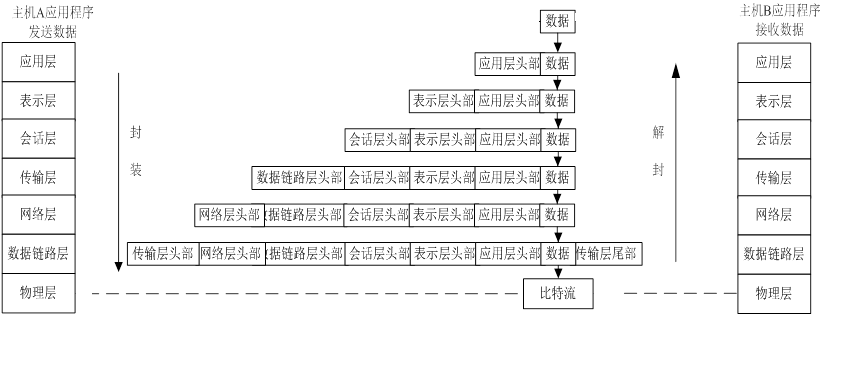 主机A应用程序
发送数据
数据
主机B应用程序
接收数据
应用层
应用层头部 数据
应用层
表示层
表示层头部 应用层头部 数据
表示层
会话层
封装
会话层头部 表示层头部 应用层头部 数据
解封
会话层
传输层
数据链路层头部 会话层头部 表示层头部 应用层头部 数据
传输层
网络层
网络层头部 数据链路层头部 会话层头部 表示层头部 应用层头部 数据
网络层
数据链路层
传输层头部 网络层头部 数据链路层头部 会话层头部 表示层头部 应用层头部 数据 传输层尾部
数据链路层
物理层
比特流
物理层